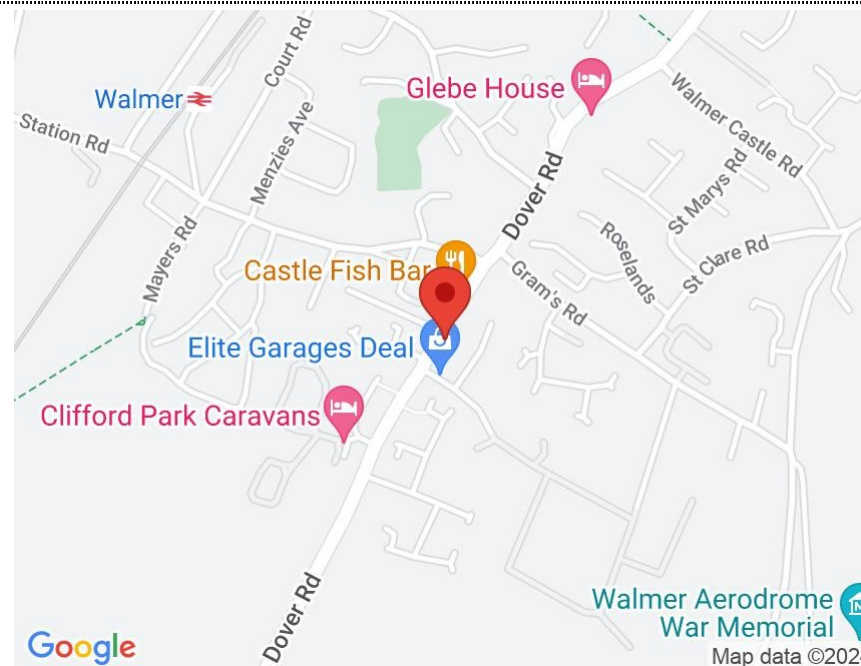 Court Rd
Glebe House
Walmer
Station Rd
Menzies Ave
Walmer Castle Rd
Dover Rd
St Marys Rd
Mayers Rd
Roselands
St Clare Rd
Castle Fish Bar
Gram's Rd
Elite Garages Deal
Clifford Park Caravans
Dover Rd
Walmer Aerodrome
War Memorial
Google
Map data ©202